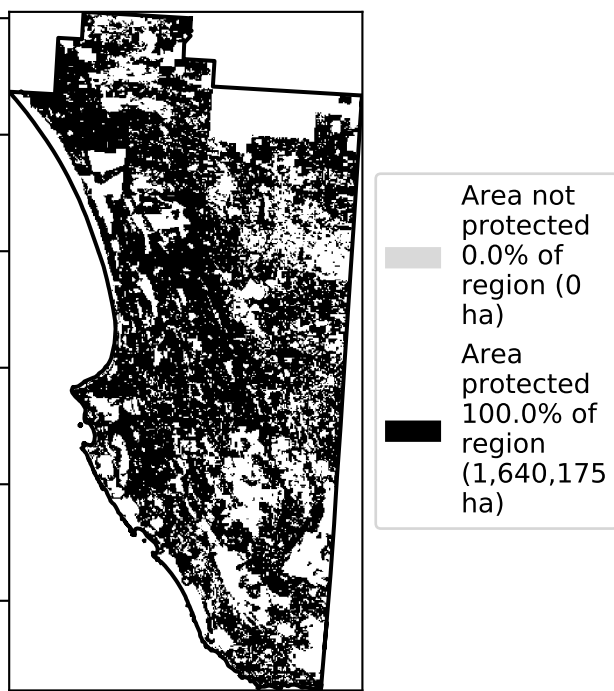 Area not
protected
0.0% of
region (0
ha)
Area
protected
100.0% of
region
(1,640,175
ha)